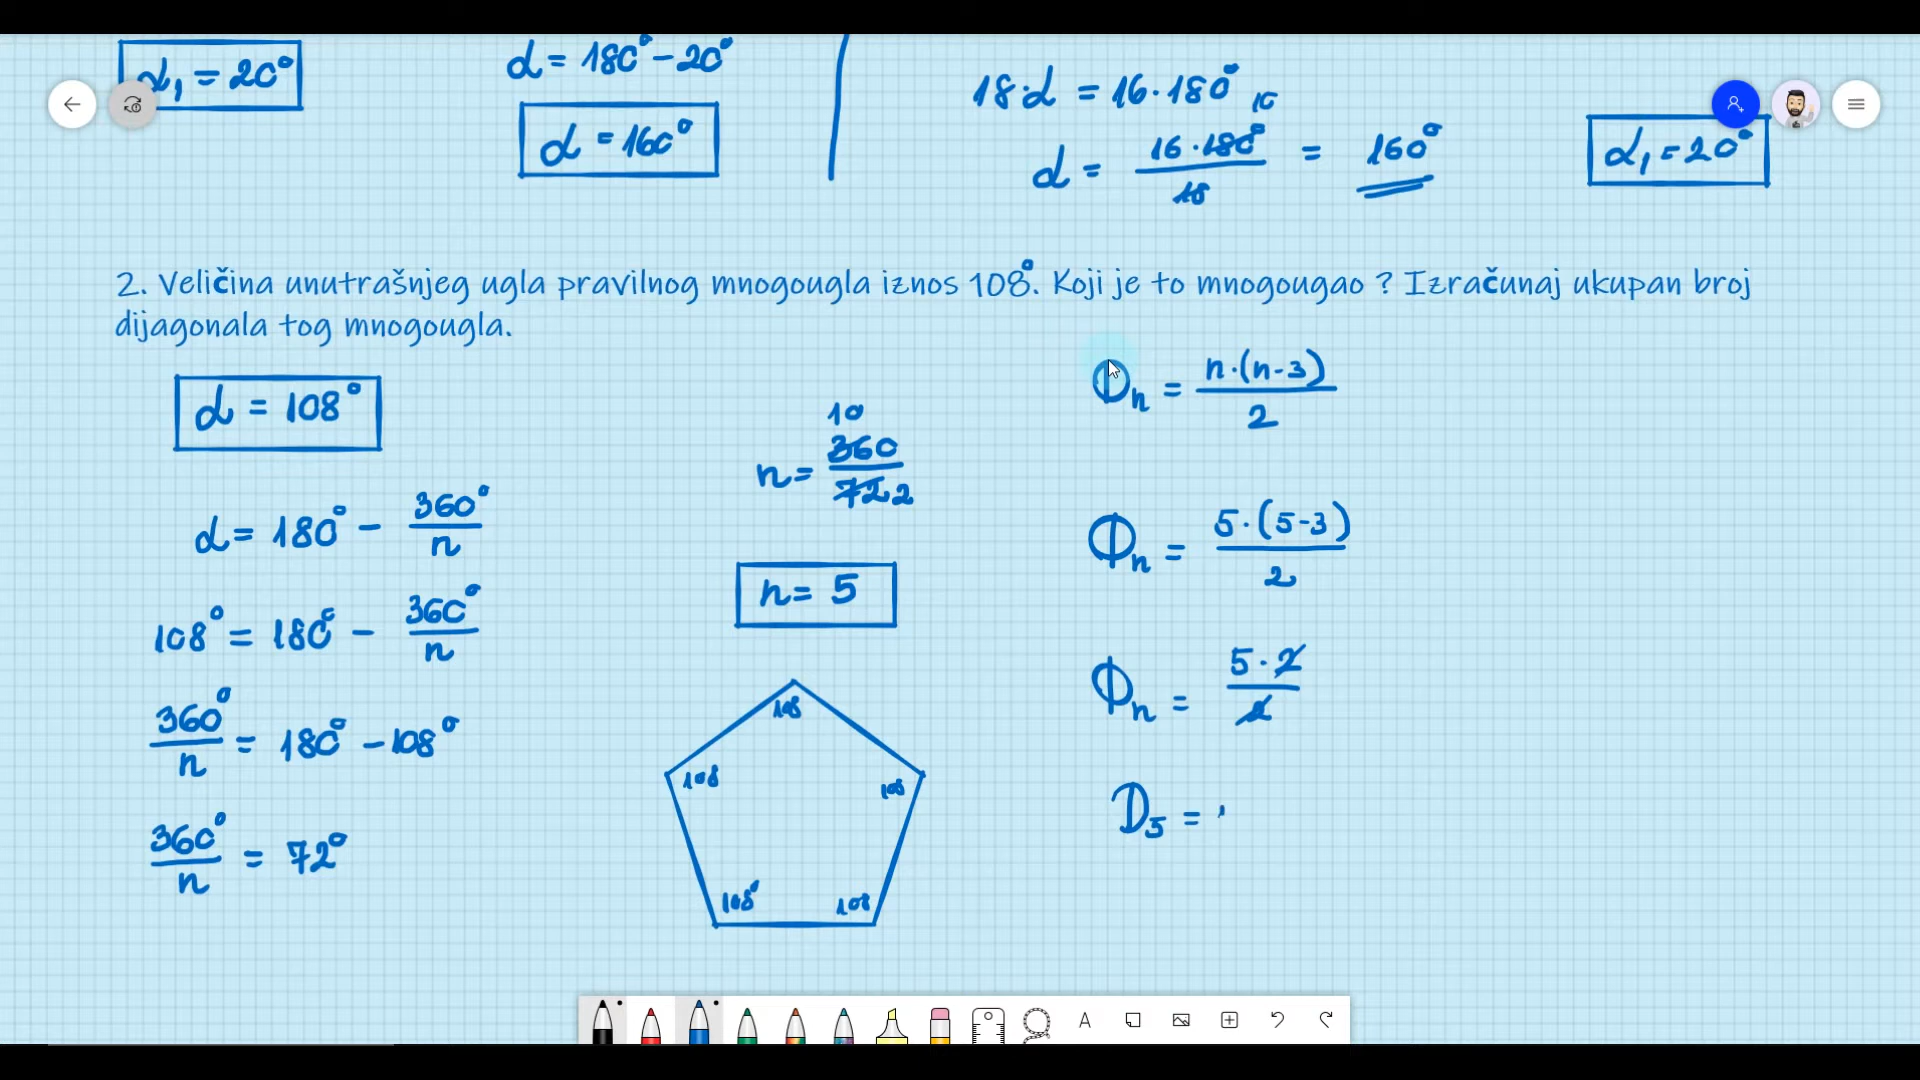 α₁ = 20°
α = 180° - 20°
α = 160°
18·α = 16·180°
α = 16·180° 10 / 18 = 160°
α₁ = 20°
2. Veličina unutrašnjeg ugla pravilnog mnogougla iznos 108°. Koji je to mnogougao ? Izračunaj ukupan broj
dijagonala tog mnogougla.
α = 108°
α = 180° - 360°/n
108° = 180° - 360°/n
360°/n = 180° - 108°
360°/n = 72°
10
n = 360/72 2
n = 5
108
108
108
108°
108
Dn = n·(n-3)/2
Dn = 5·(5-3)/2
Dn = 5·2/2
D₅ =
A